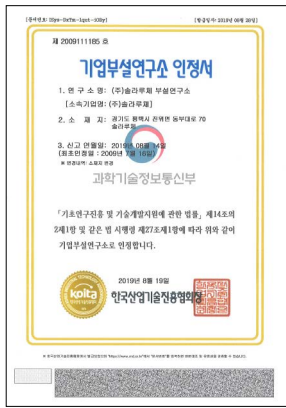 제 2009111185 호
기업부설연구소 인정서
1. 연 구 소 명: (주)솔라루체 부설연구소
[소속기업명: (주)솔라루체]
2. 소 재 지: 경기도 평택시 진위면 동부대로 70
솔라루체
3. 신고 연월일: 2019년 08월 14일
(최초인정일 : 2009년 7월 16일)
※ 변경내역: 소재지 변경
과학기술정보통신부
「기초연구진흥 및 기술개발지원에 관한 법률」 제14조의
2제1항 및 같은 법 시행령 제27조제1항에 따라 위와 같이
기업부설연구소로 인정합니다.
2019년 8월 19일
koita
한국산업기술진흥협회장